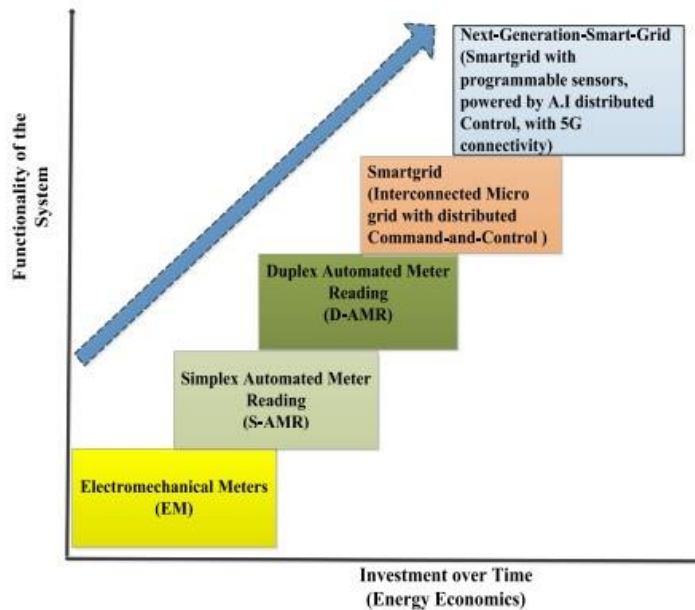 Next-Generation-Smart-Grid
(Smartgrid with
programmable sensors,
powered by A.I distributed
Control, with 5G
connectivity)
Smartgrid
(Interconnected Micro
grid with distributed
Command-and-Control )
Duplex Automated Meter
Reading
(D-AMR)
Simplex Automated Meter
Reading
(S-AMR)
Electromechanical Meters
(EM)
Functionality of the
System
Investment over Time
(Energy Economics)